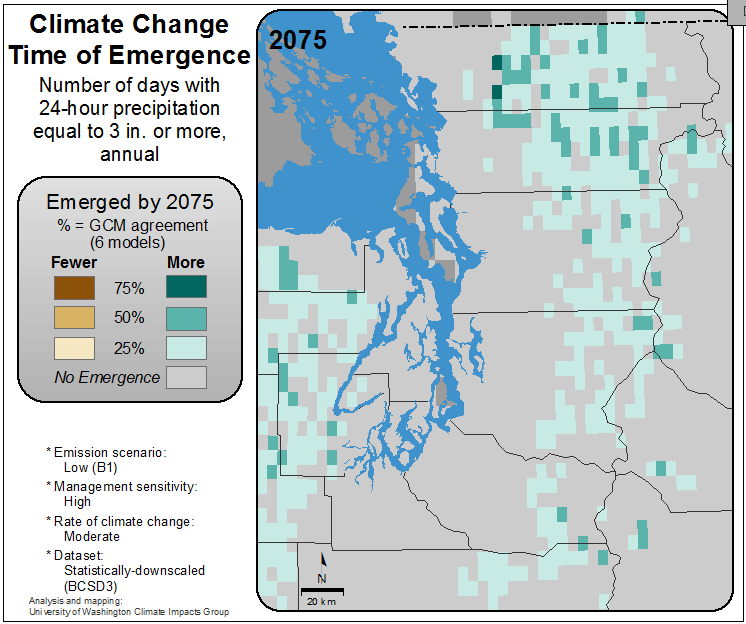 Climate Change
Time of Emergence
Number of days with
24-hour precipitation
equal to 3 in. or more,
annual
2075
Emerged by 2075
% = GCM agreement
(6 models)
Fewer More
75%
50%
25%
No Emergence
* Emission scenario:
Low (B1)
* Management sensitivity:
High
* Rate of climate change:
Moderate
* Dataset:
Statistically-downscaled
(BCSD3)
Analysis and mapping:
University of Washington Climate Impacts Group
N
20 km